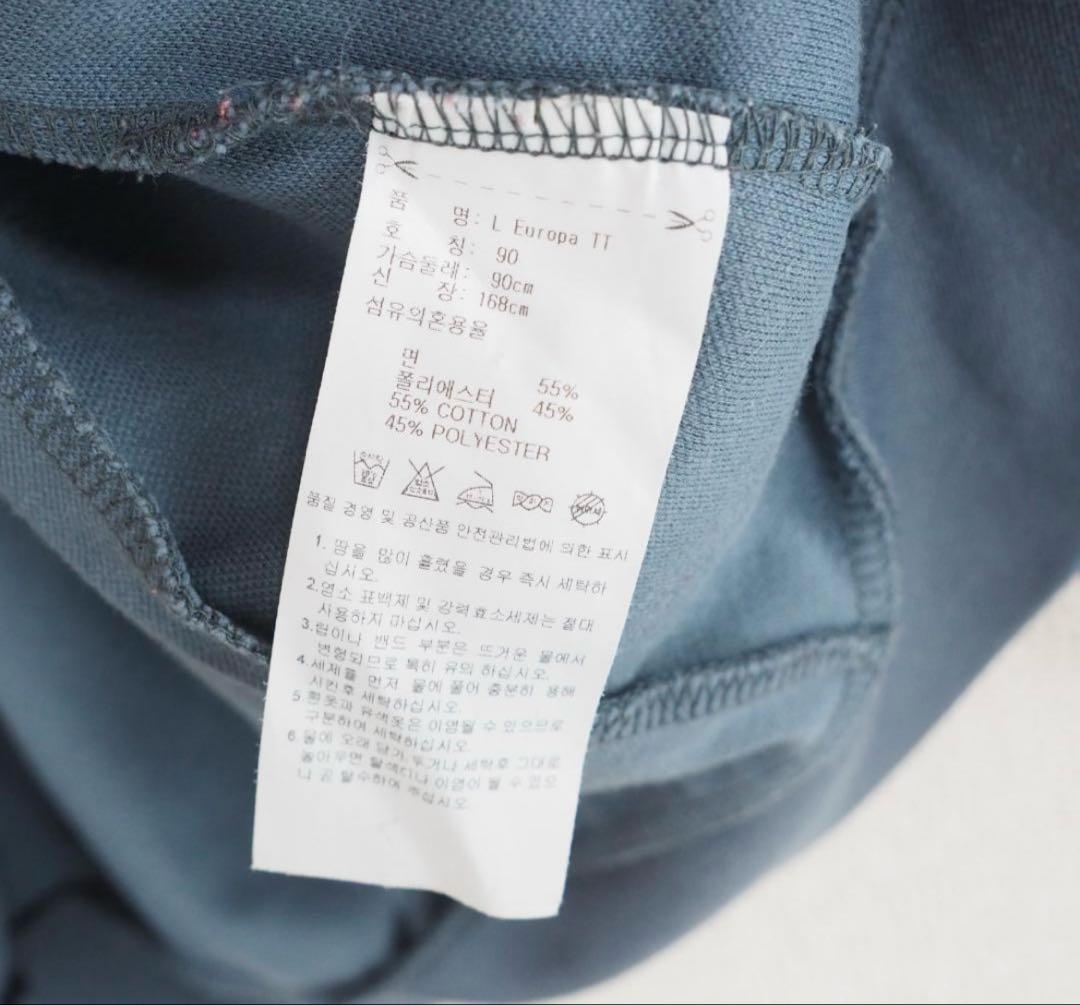 품 명: L Europa TT
호 칭: 90
가슴둘레: 90cm
신 장: 168cm
섬유의혼용율
면 55%
폴리에스터 45%
55% COTTON
45% POLYESTER
품질 경영 및 공산품 안전관리법에 의한 표시
1. 땀을 많이 흘렸을 경우 즉시 세탁하
십시오.
2.염소 표백제 및 강력효소세제는 절대
사용하지 마십시오.
3.립이나 밴드 부분은 뜨거운 물에서
변형되므로 특히 유의 하십시오.
4.세제를 먼저 물에 풀어 충분히 용해
시킨후 세탁하십시오.
5.흰옷과 유색옷은 이염될 수 있으므로
구분하여 세탁하십시오.
6.물에 오래 담가 두거나 세탁후 그대로
놓아두면 탈색이나 이염이 될 수 있으
니 곧 탈수하여 주십시오.